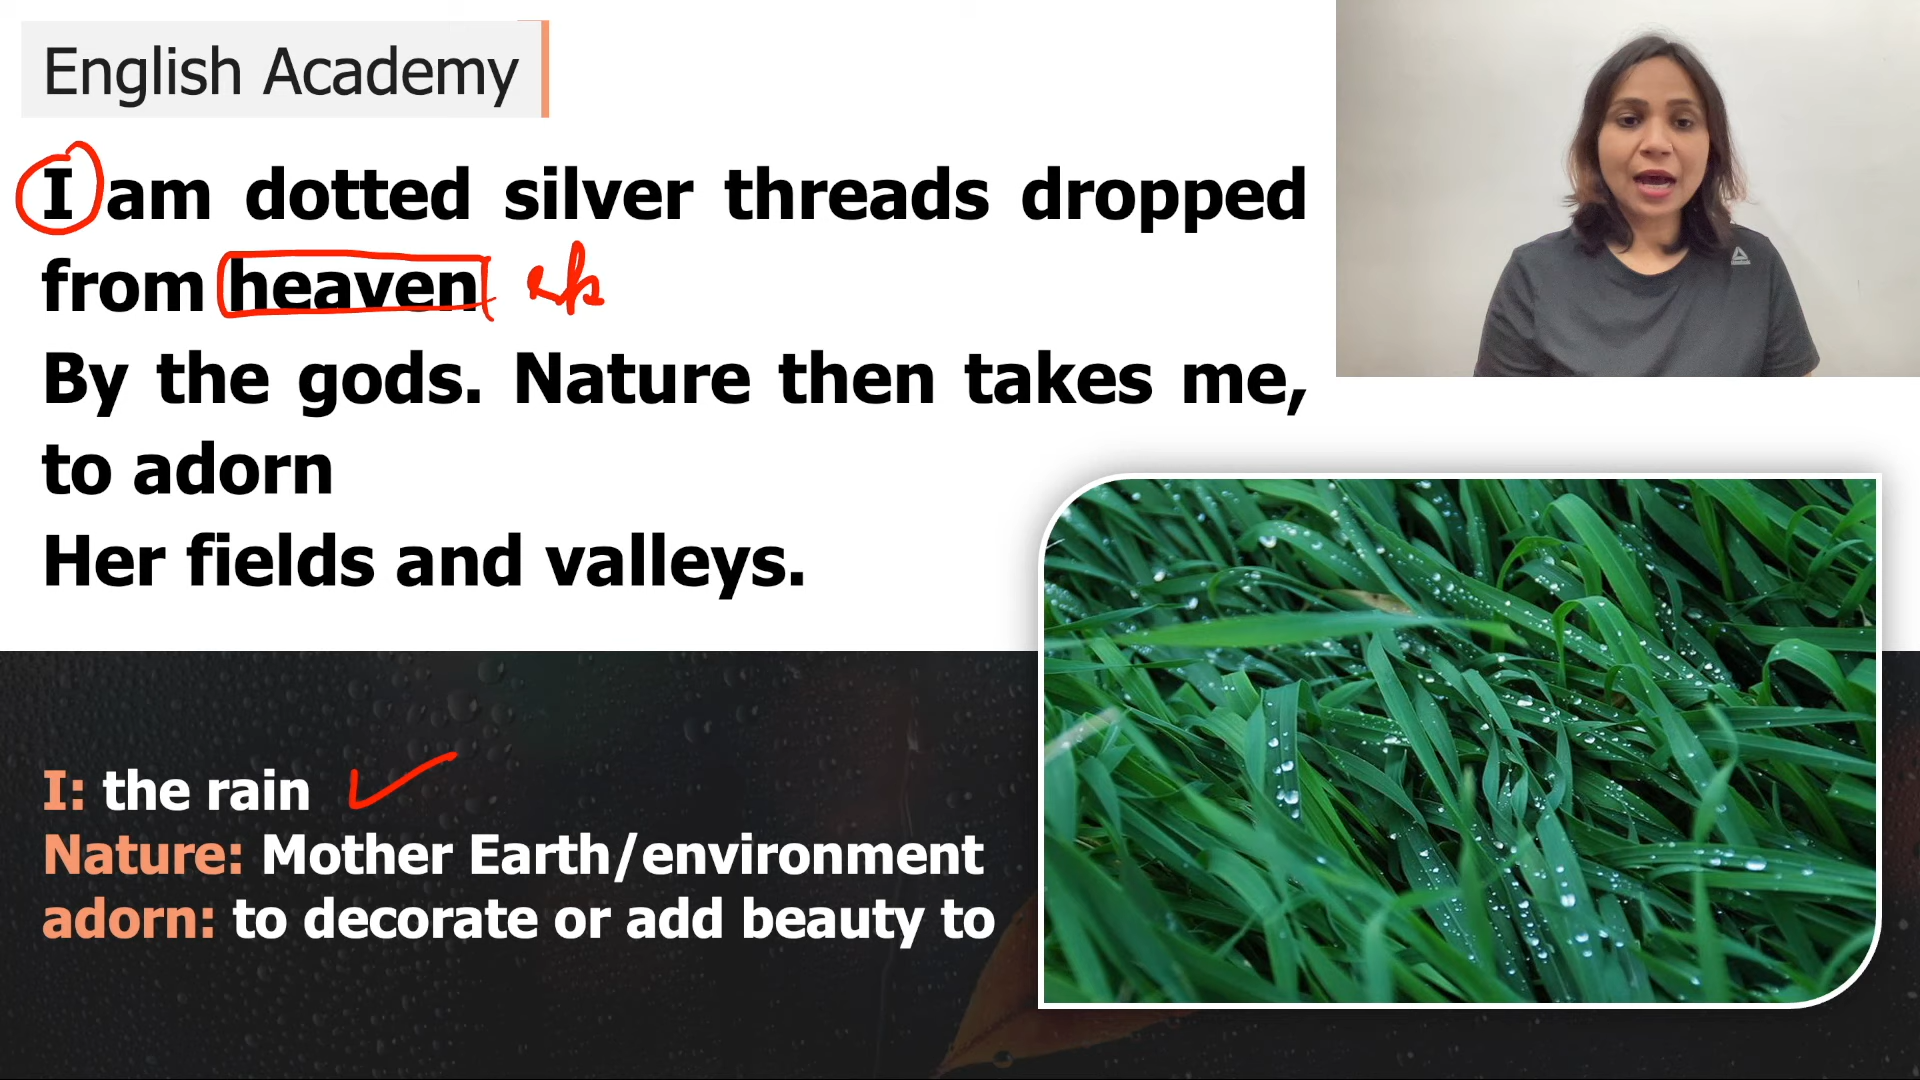 English Academy
I am dotted silver threads dropped
from heaven
By the gods. Nature then takes me,
to adorn
Her fields and valleys.
I: the rain
Nature: Mother Earth/environment
adorn: to decorate or add beauty to